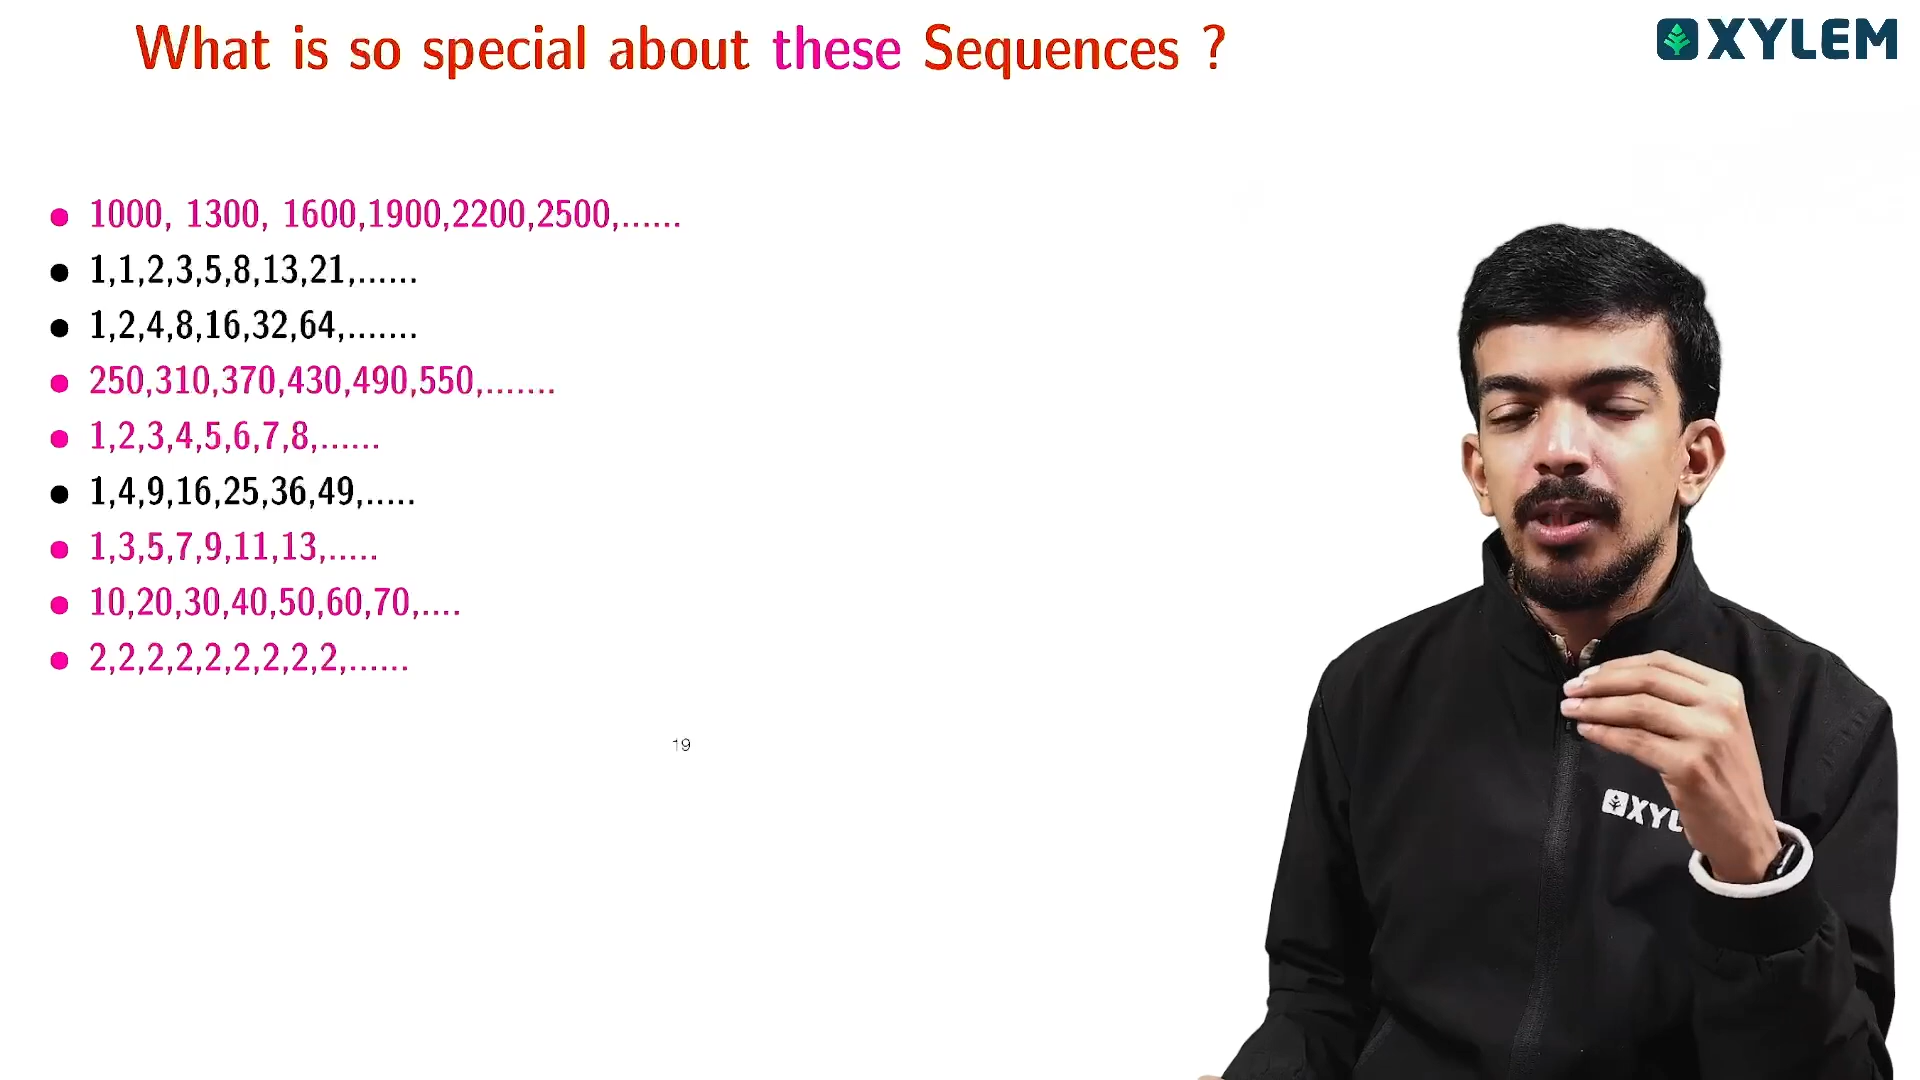 What is so special about these Sequences ?
XYLEM
1000, 1300, 1600,1900,2200,2500,......
1,1,2,3,5,8,13,21,......
1,2,4,8,16,32,64,.......
250,310,370,430,490,550,.......
1,2,3,4,5,6,7,8,......
1,4,9,16,25,36,49,.....
1,3,5,7,9,11,13,.....
10,20,30,40,50,60,70,....
2,2,2,2,2,2,2,2,2,......
19
XYL